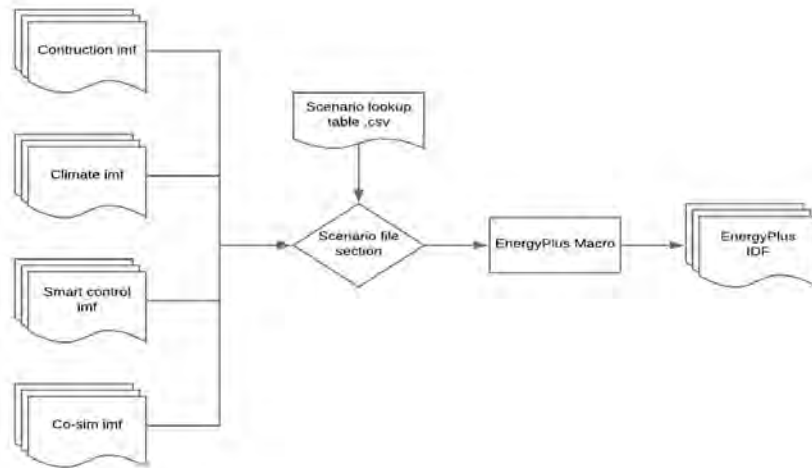 Contruction imf
Scenario lookup
table .csv
Climate imf
Scenario file
section
EnergyPlus Macro
EnergyPlus
IDF
Smart control
imf
Co-sim imf